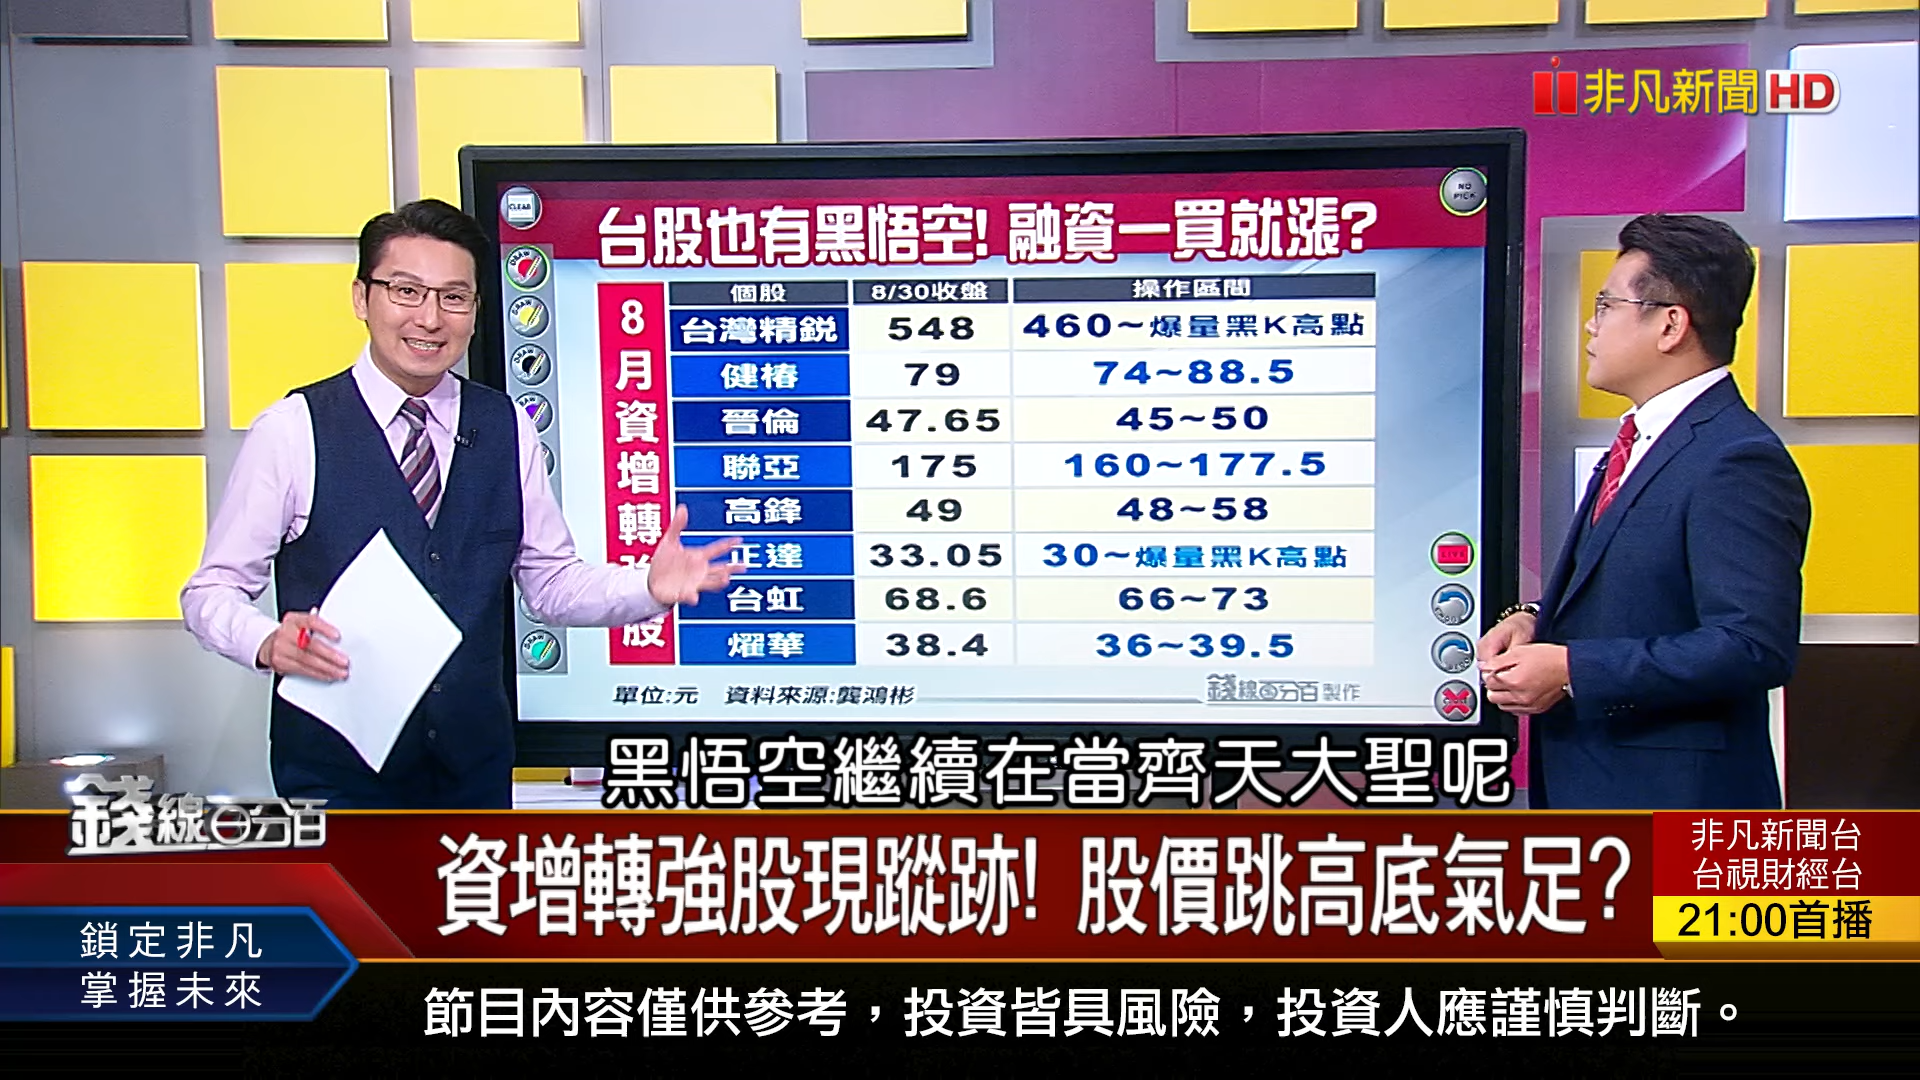 非凡新聞HD
CLEAR
NO PICK
台股也有黑悟空! 融資一買就漲?
8月資增轉強股
個股 8/30收盤 操作區間
台灣精銳 548 460~爆量黑K高點
健椿 79 74~88.5
晉倫 47.65 45~50
聯亞 175 160~177.5
高鋒 49 48~58
正達 33.05 30~爆量黑K高點
台虹 68.6 66~73
燿華 38.4 36~39.5
單位:元 資料來源:龔鴻彬
錢線百分百製作
黑悟空繼續在當齊天大聖呢
錢線百分百
資增轉強股現蹤跡! 股價跳高底氣足?
非凡新聞台
台視財經台
21:00首播
鎖定非凡
掌握未來
節目內容僅供參考，投資皆具風險，投資人應謹慎判斷。